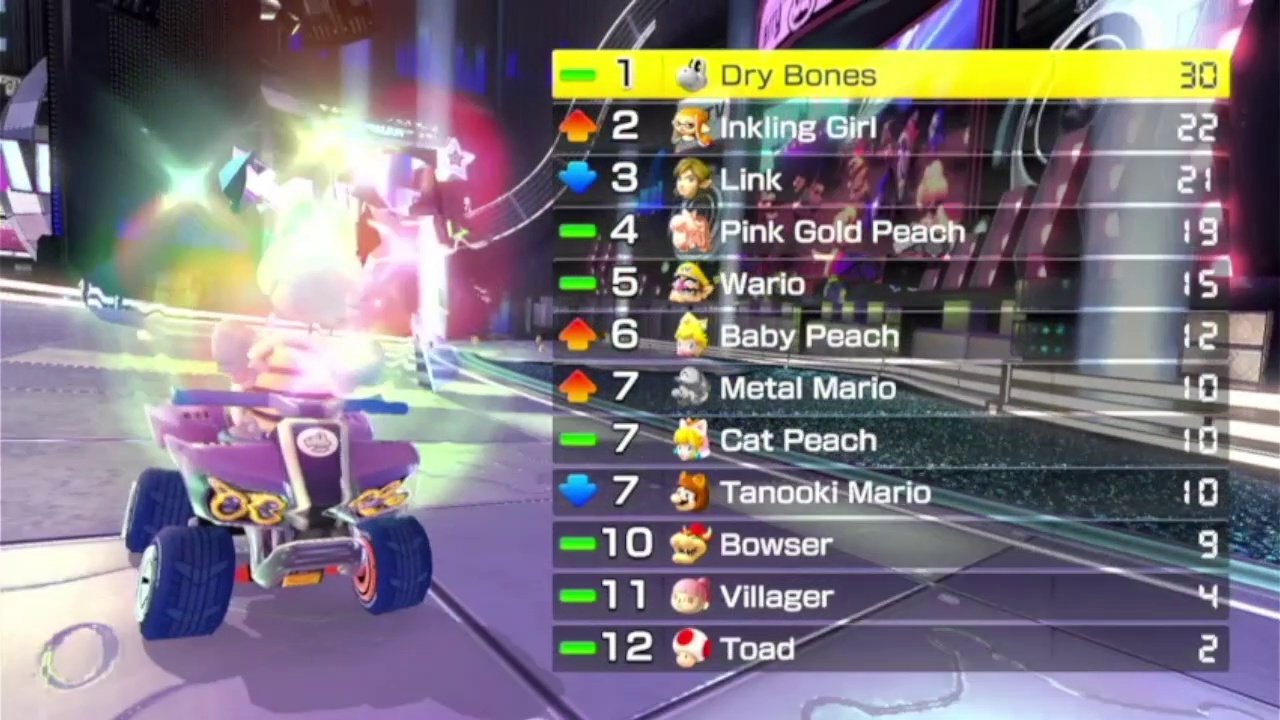 1 Dry Bones 30
2 Inkling Girl 22
3 Link 21
4 Pink Gold Peach 19
5 Wario 15
6 Baby Peach 12
7 Metal Mario 10
7 Cat Peach 10
7 Tanooki Mario 10
10 Bowser 9
11 Villager 4
12 Toad 2